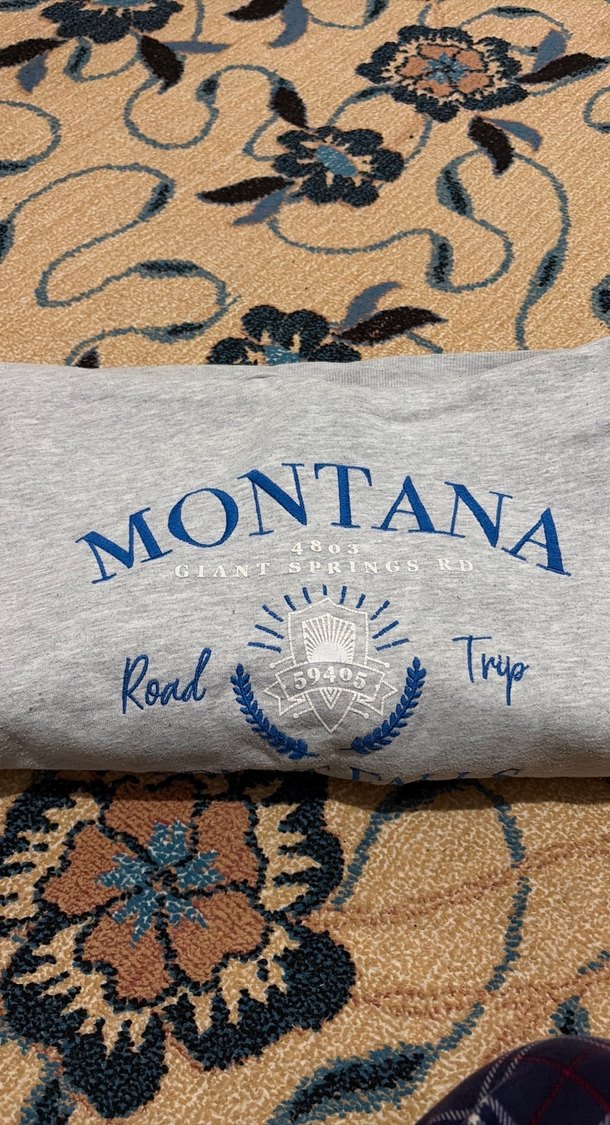 MONTANA
4803
GIANT SPRINGS RD
Road Trip
59405